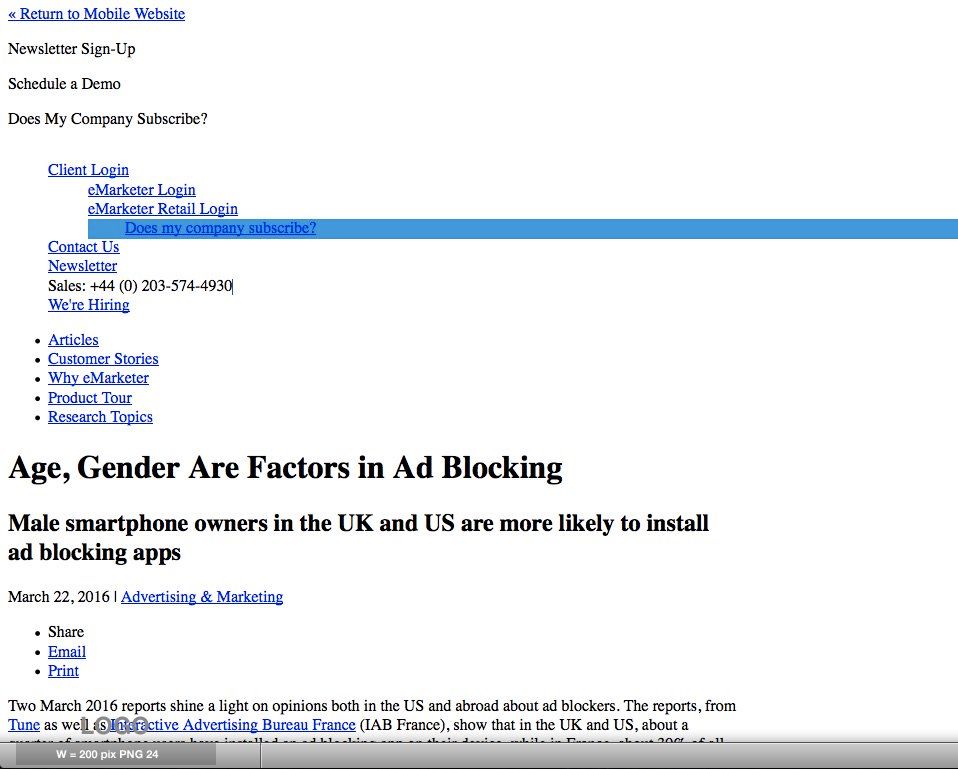 « Return to Mobile Website
Newsletter Sign-Up
Schedule a Demo
Does My Company Subscribe?
Client Login
eMarketer Login
eMarketer Retail Login
Does my company subscribe?
Contact Us
Newsletter
Sales: +44 (0) 203-574-4930|
We're Hiring
• Articles
• Customer Stories
• Why eMarketer
• Product Tour
• Research Topics
Age, Gender Are Factors in Ad Blocking
Male smartphone owners in the UK and US are more likely to install
ad blocking apps
March 22, 2016 | Advertising & Marketing
• Share
• Email
• Print
Two March 2016 reports shine a light on opinions both in the US and abroad about ad blockers. The reports, from
Tune as well as Interactive Advertising Bureau France (IAB France), show that in the UK and US, about a
LOGO
W = 200 pix PNG 24